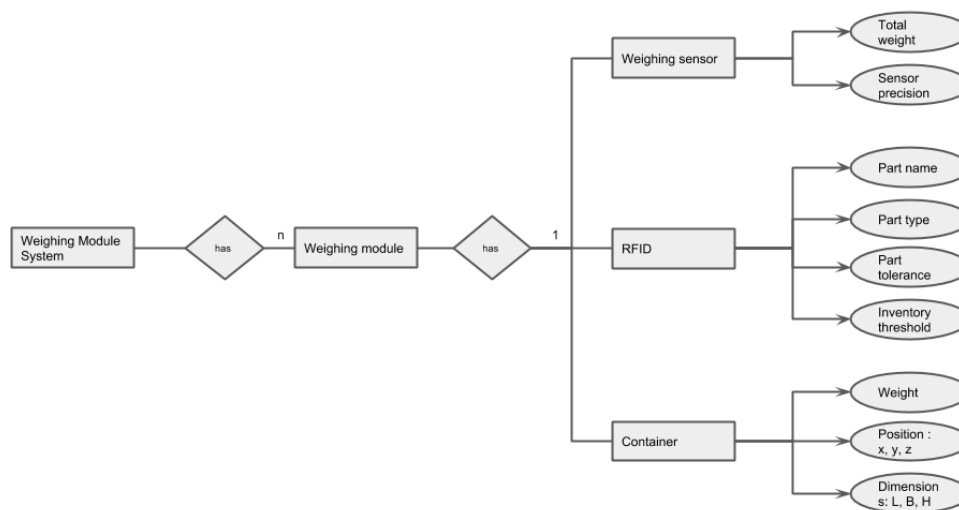 Total
weight
Weighing sensor
Sensor
precision
Part name
Part type
Weighing Module
System
has
n
Weighing module
has
1
RFID
Part
tolerance
Inventory
threshold
Weight
Container
Position :
x, y, z
Dimension
s: L, B, H